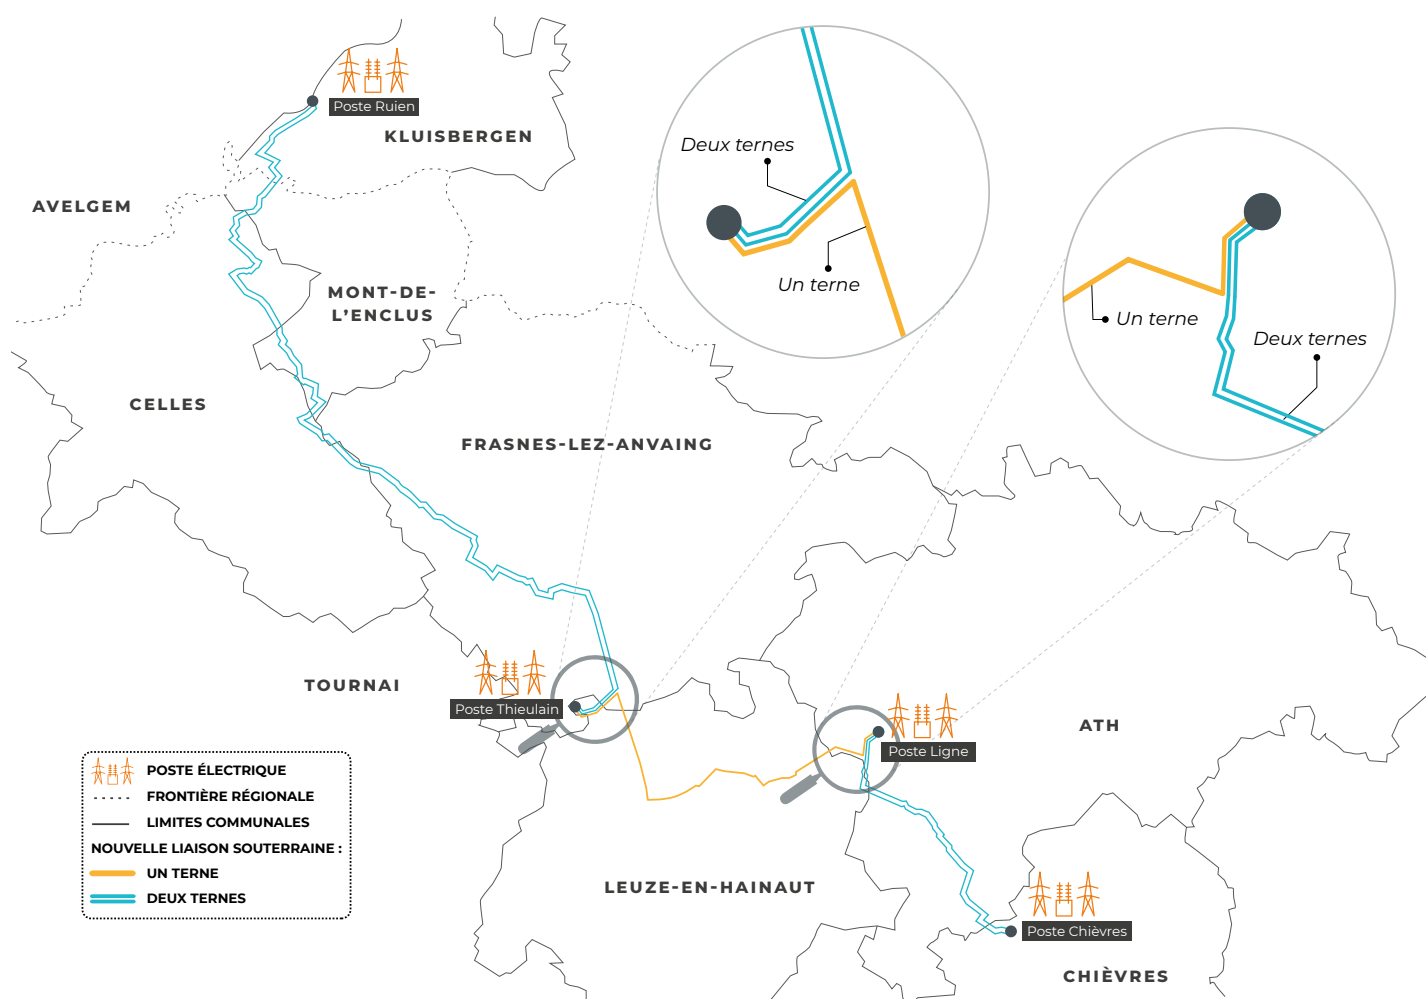 Poste Ruien
KLUISBERGEN
AVELGEM
Deux ternes
Un terne
Un terne
Deux ternes
MONT-DE-
L'ENCLUS
CELLES
FRASNES-LEZ-ANVAING
TOURNAI
Poste Thieulain
ATH
Poste Ligne
POSTE ÉLECTRIQUE
FRONTIÈRE RÉGIONALE
LIMITES COMMUNALES
NOUVELLE LIAISON SOUTERRAINE :
UN TERNE
DEUX TERNES
LEUZE-EN-HAINAUT
Poste Chièvres
CHIÈVRES